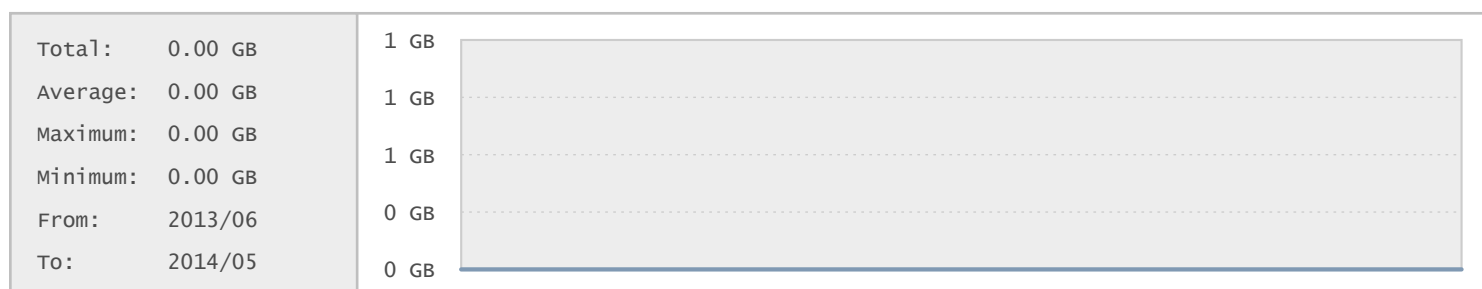 Total: 0.00 GB
Average: 0.00 GB
Maximum: 0.00 GB
Minimum: 0.00 GB
From: 2013/06
To: 2014/05
1 GB
1 GB
1 GB
0 GB
0 GB